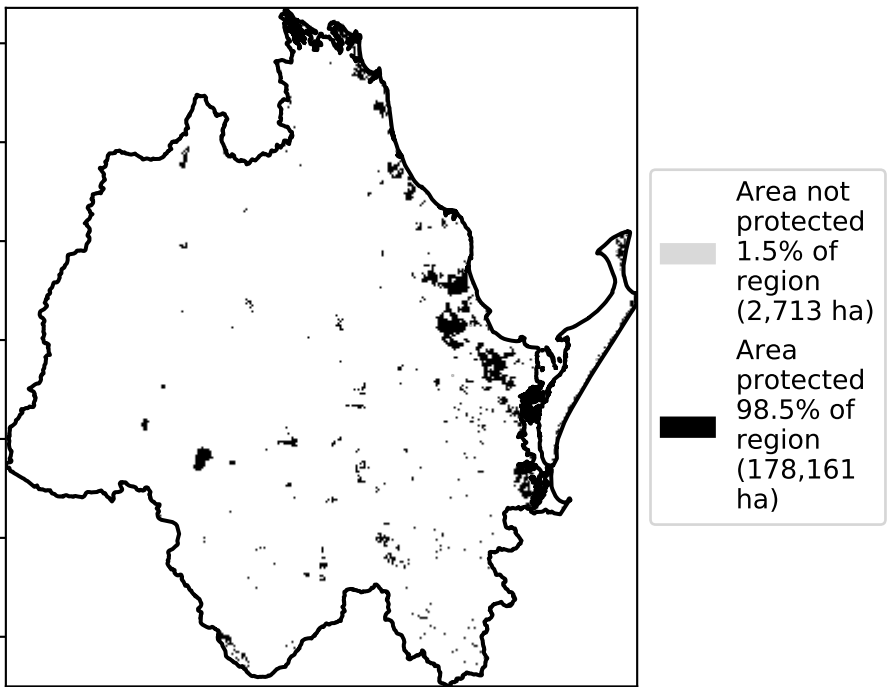 Area not
protected
1.5% of
region
(2,713 ha)
Area
protected
98.5% of
region
(178,161
ha)